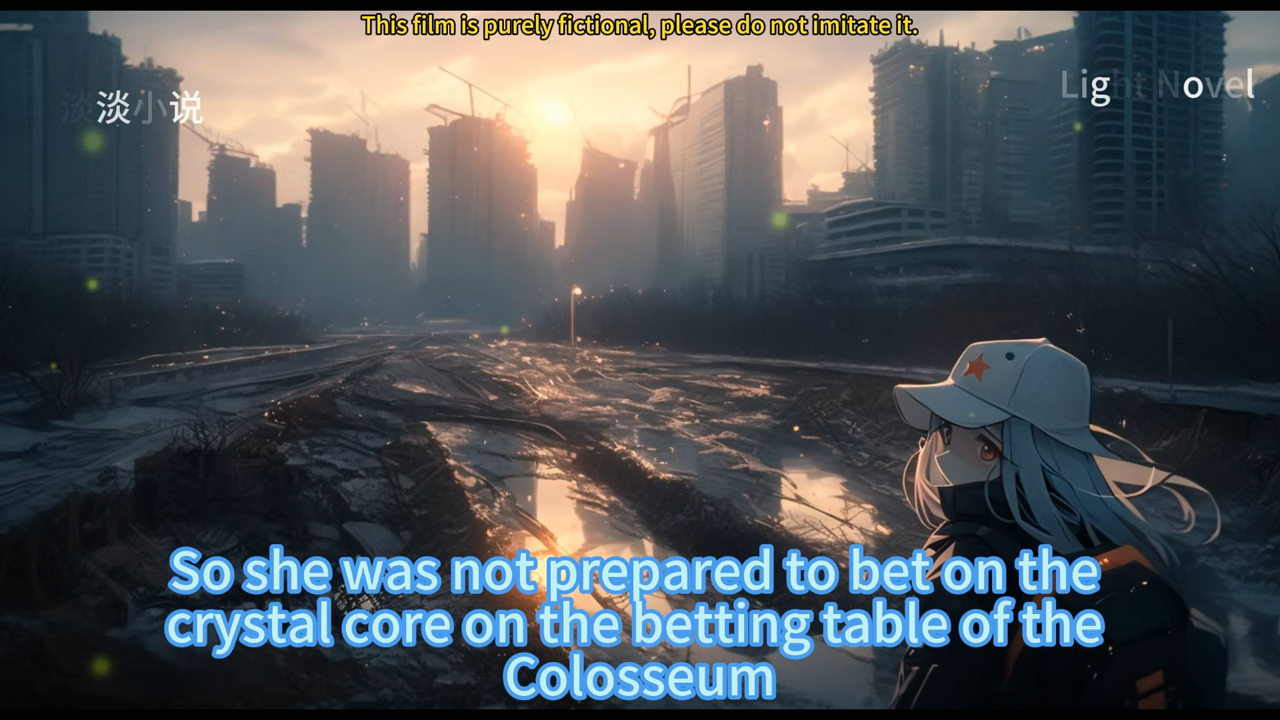 This film is purely fictional, please do not imitate it.
淡淡小说
Light Novel
So she was not prepared to bet on the
crystal core on the betting table of the
Colosseum